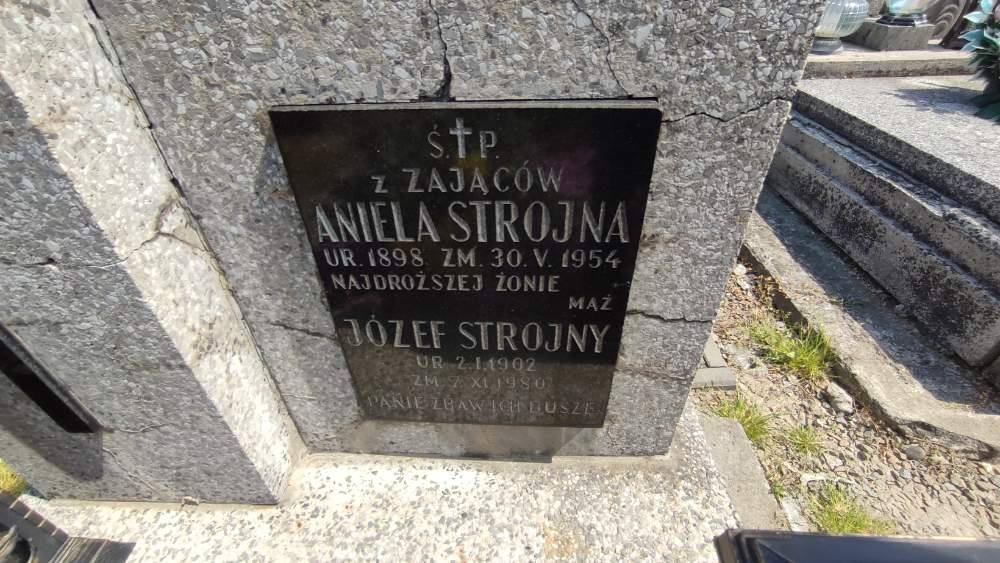 Ś.†P.
z ZAJĄCÓW
ANIELA STROJNA
UR. 1898 ZM. 30.V.1954
NAJDROŻSZEJ ŻONIE
MĄŻ
JÓZEF STROJNY
UR 2.I.1902
ZM. 7.XI.1980
PANIE ZBAW ICH DUSZE